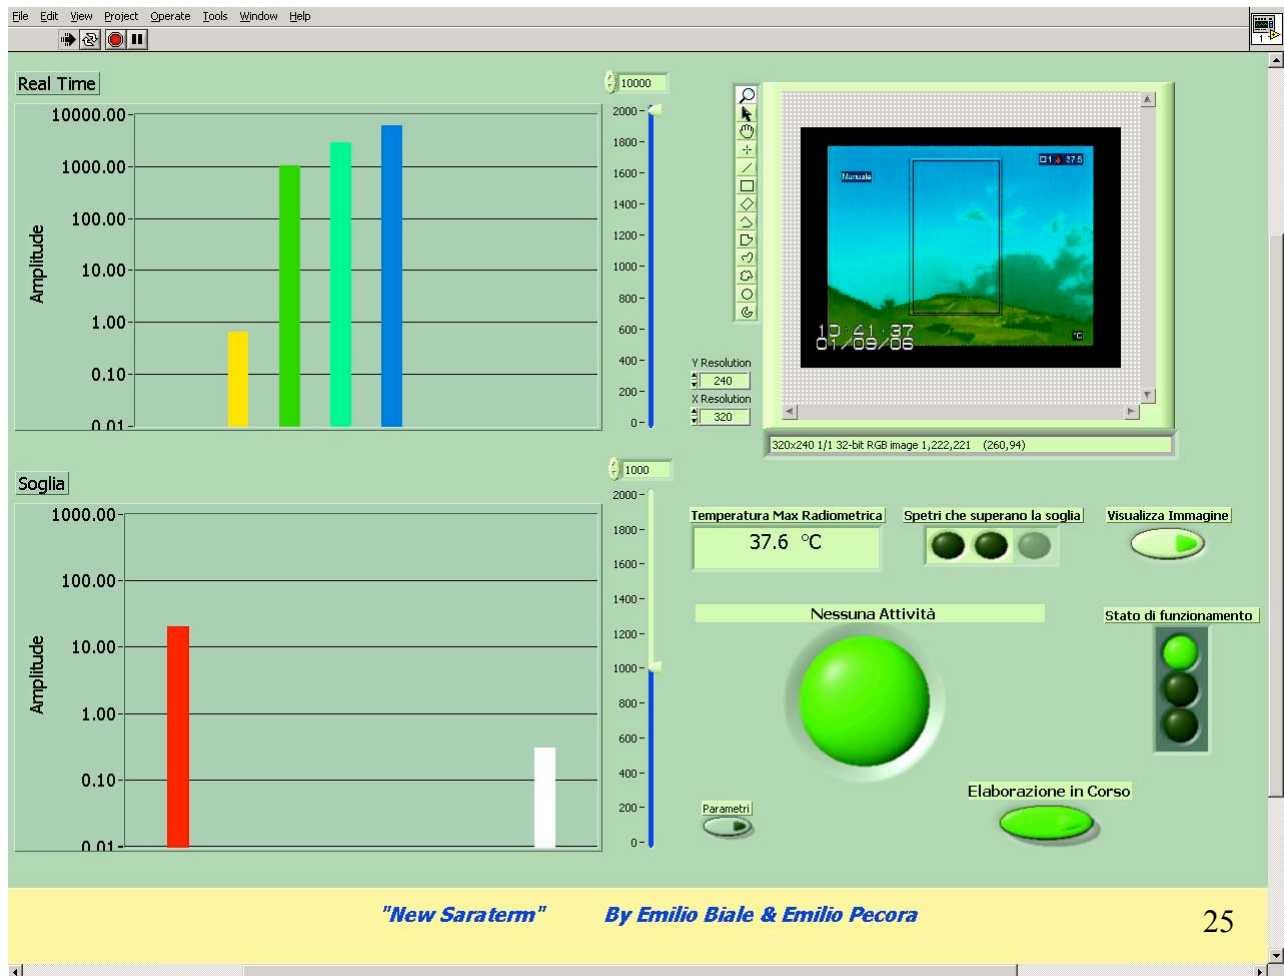 File Edit View Project Operate Tools Window Help
1
Real Time
10000
10000.00
1000.00
100.00
10.00
1.00
0.10
0.01
Amplitude
2000
1800
1600
1400
1200
1000
800
600
400
200
0
Manuale
37.6
10:41:37
01/09/06
°C
Y Resolution
240
X Resolution
320
320x240 1/1 32-bit RGB image 1,222,221 (260,94)
Soglia
1000
1000.00
100.00
10.00
1.00
0.10
0.01
Amplitude
2000
1800
1600
1400
1200
1000
800
600
400
200
0
Temperatura Max Radiometrica
37.6 °C
Spetri che superano la soglia
Visualizza Immagine
Nessuna Attività
Stato di funzionamento
Parametri
Elaborazione in Corso
"New Saraterm" By Emilio Biale & Emilio Pecora
25